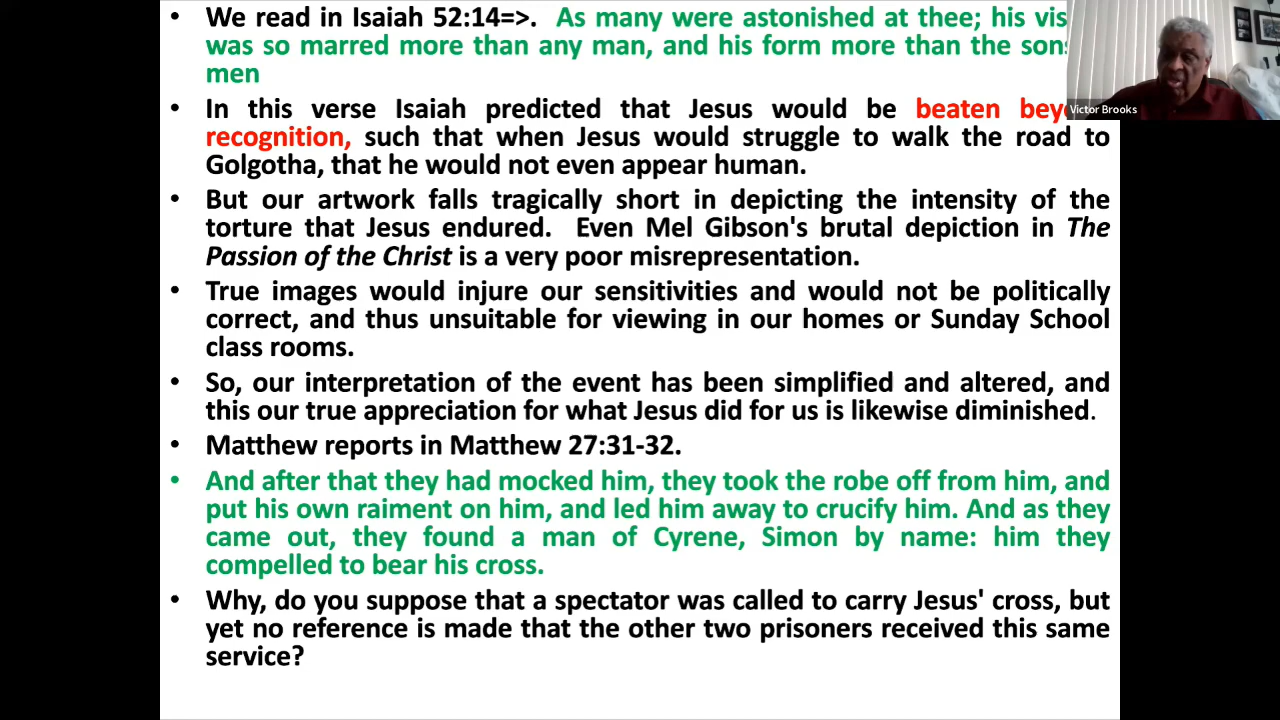 • We read in Isaiah 52:14=>. As many were astonished at thee; his
was so marred more than any man, and his form more than the
men
• In this verse Isaiah predicted that Jesus would be beaten
recognition, such that when Jesus would struggle to walk the road to
Golgotha, that he would not even appear human.
• But our artwork falls tragically short in depicting the intensity of the
torture that Jesus endured. Even Mel Gibson's brutal depiction in The
Passion of the Christ is a very poor misrepresentation.
• True images would injure our sensitivities and would not be politically
correct, and thus unsuitable for viewing in our homes or Sunday School
class rooms.
• So, our interpretation of the event has been simplified and altered, and
this our true appreciation for what Jesus did for us is likewise diminished.
• Matthew reports in Matthew 27:31-32.
• And after that they had mocked him, they took the robe off from him, and
put his own raiment on him, and led him away to crucify him. And as they
came out, they found a man of Cyrene, Simon by name: him they
compelled to bear his cross.
• Why, do you suppose that a spectator was called to carry Jesus' cross, but
yet no reference is made that the other two prisoners received this same
service?
Victor Brooks